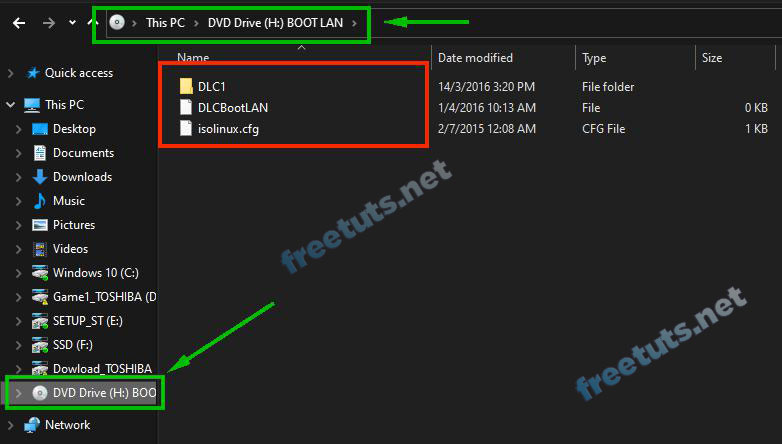 This PC > DVD Drive (H:) BOOT LAN >
Name Date modified Type Size
DLC1 14/3/2016 3:20 PM File folder
DLCBootLAN 1/4/2016 10:13 AM File 0 KB
isolinux.cfg 2/7/2015 12:08 AM CFG File 1 KB
Quick access
This PC
Desktop
Documents
Downloads
Music
Pictures
Videos
Windows 10 (C:)
Game1_TOSHIBA (D
SETUP_ST (E:)
SSD (F:)
Dowload_TOSHIBA
DVD Drive (H:) BOO
Network
freetuts.net
freetuts.net